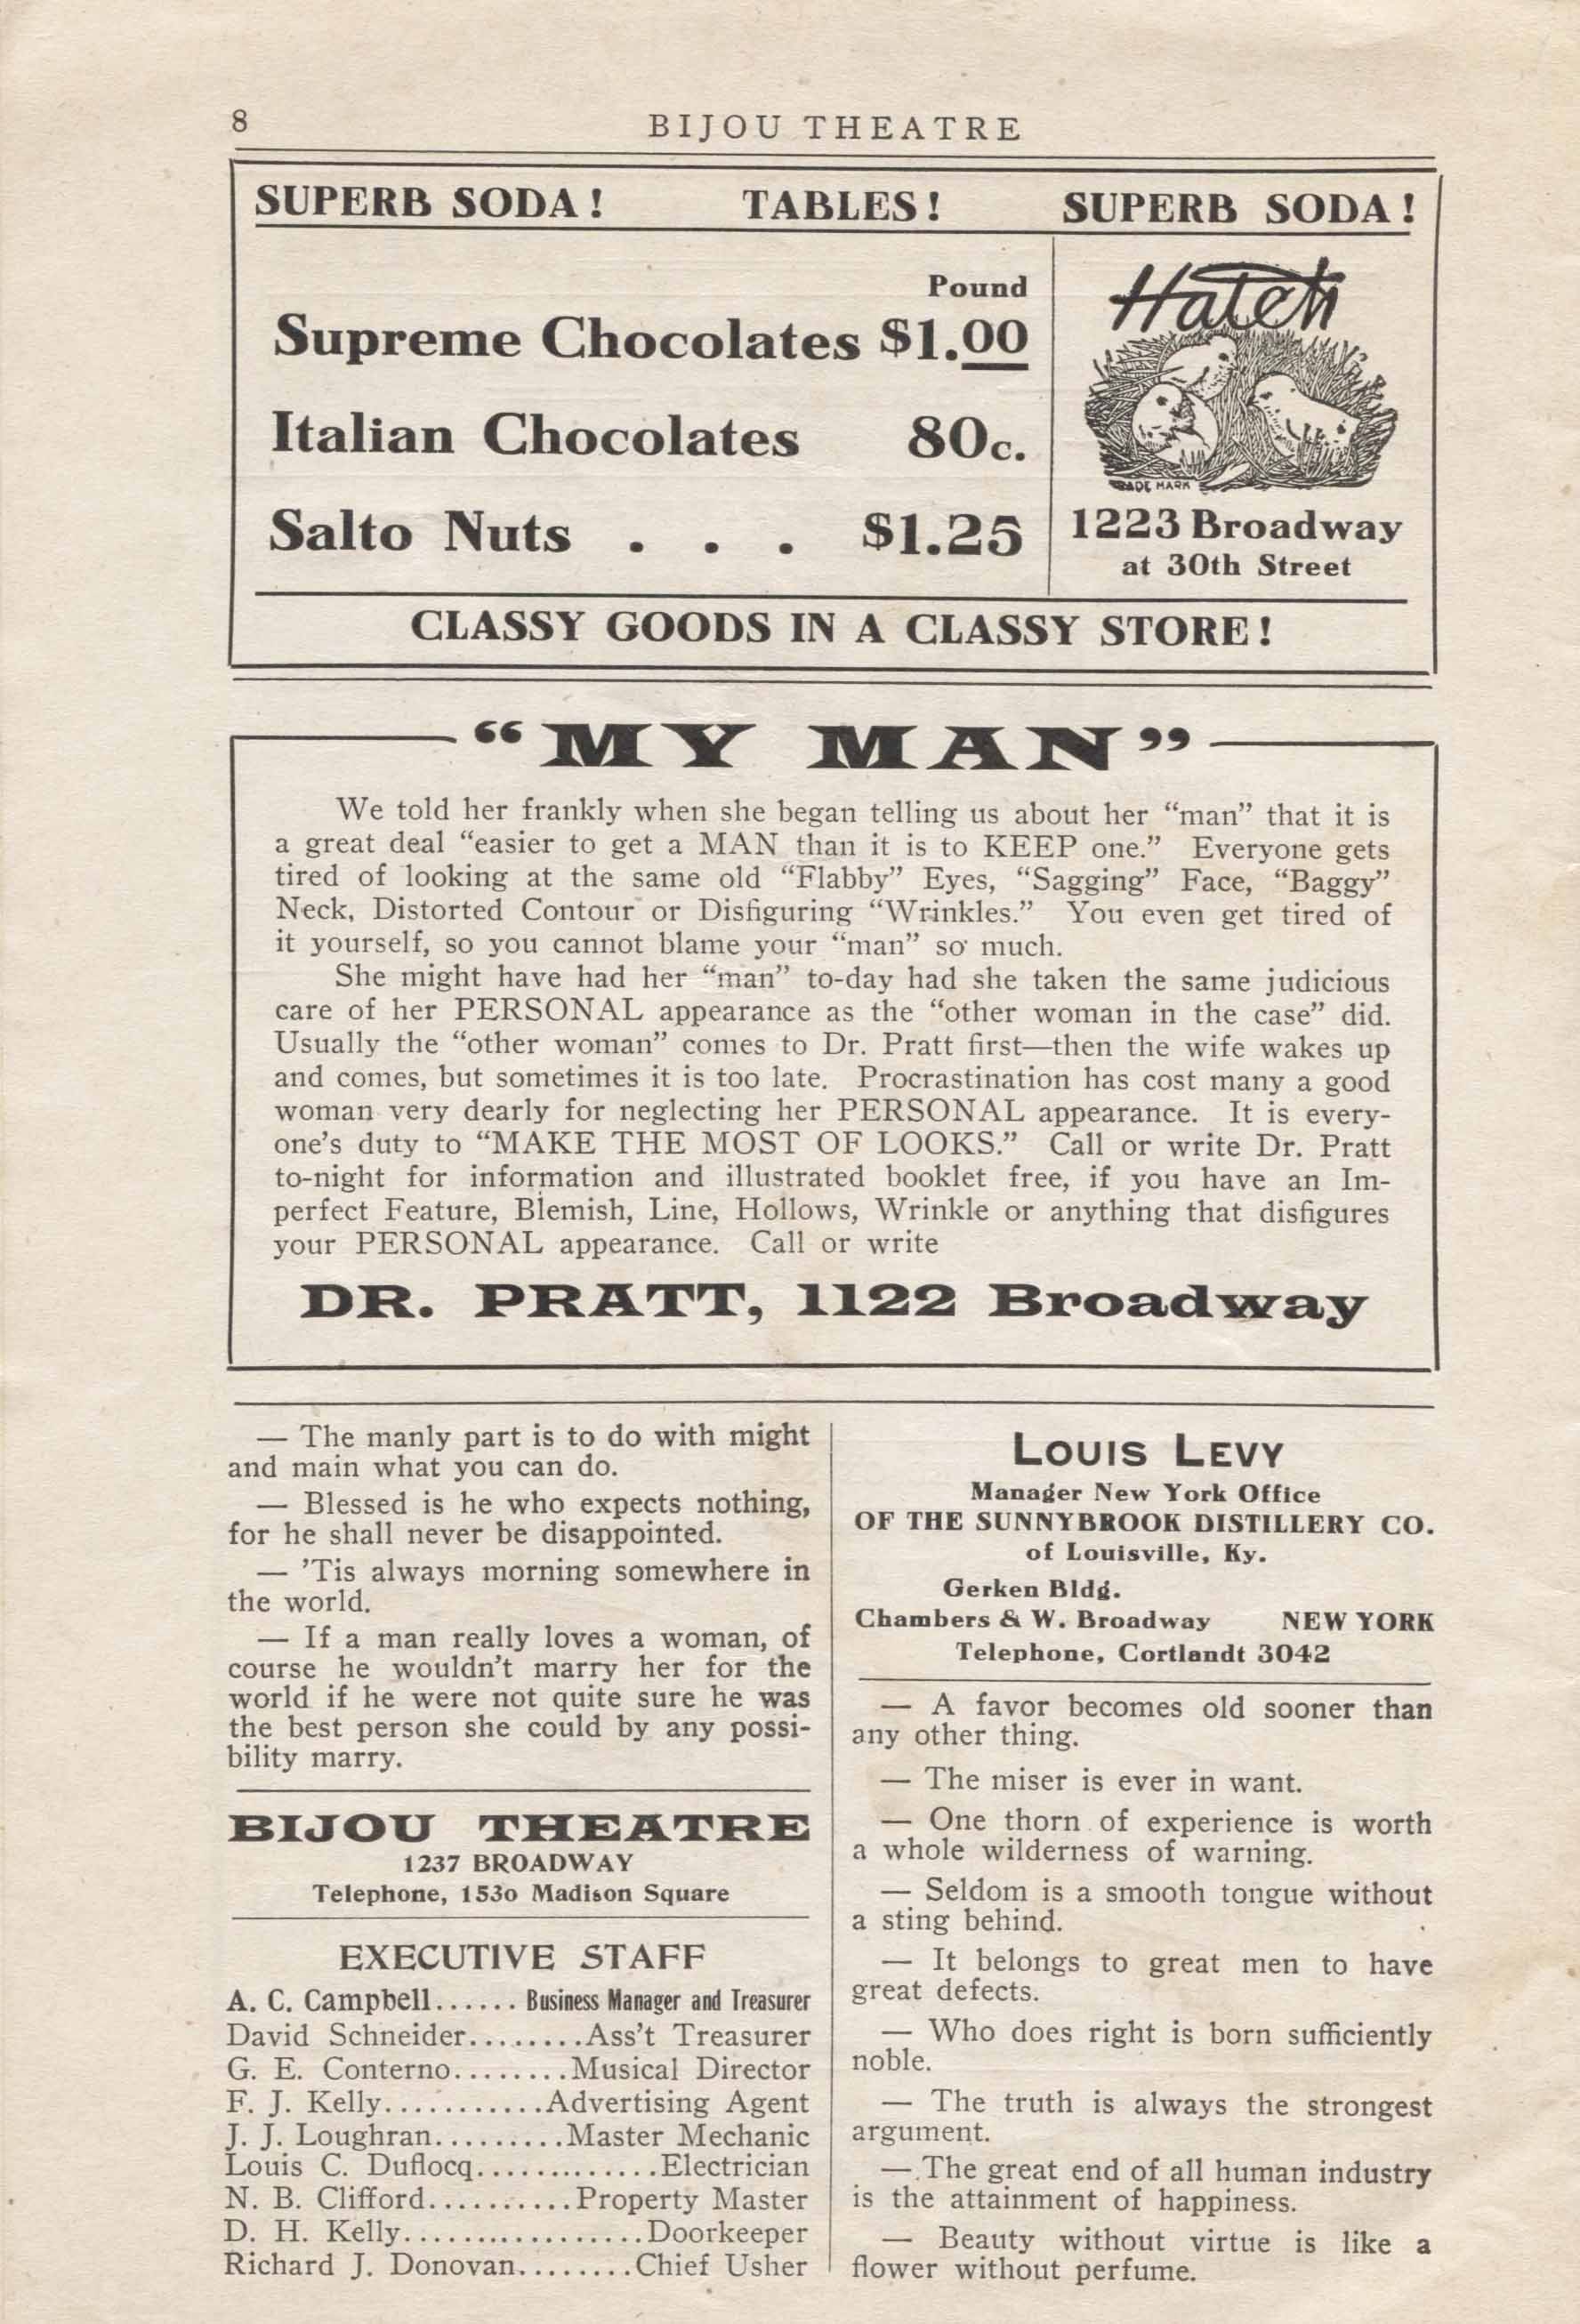 8
BIJOU THEATRE
SUPERB SODA! TABLES! SUPERB SODA!
Pound
Supreme Chocolates $1.00
Italian Chocolates 80c.
Salto Nuts . . . $1.25
Hatch
TRADE MARK
1223 Broadway
at 30th Street
CLASSY GOODS IN A CLASSY STORE!
“MY MAN”
We told her frankly when she began telling us about her “man” that it is
a great deal “easier to get a MAN than it is to KEEP one.” Everyone gets
tired of looking at the same old “Flabby” Eyes, “Sagging” Face, “Baggy”
Neck, Distorted Contour or Disfiguring “Wrinkles.” You even get tired of
it yourself, so you cannot blame your “man” so much.
She might have had her “man” to-day had she taken the same judicious
care of her PERSONAL appearance as the “other woman in the case” did.
Usually the “other woman” comes to Dr. Pratt first—then the wife wakes up
and comes, but sometimes it is too late. Procrastination has cost many a good
woman very dearly for neglecting her PERSONAL appearance. It is every-
one’s duty to “MAKE THE MOST OF LOOKS.” Call or write Dr. Pratt
to-night for information and illustrated booklet free, if you have an Im-
perfect Feature, Blemish, Line, Hollows, Wrinkle or anything that disfigures
your PERSONAL appearance. Call or write
DR. PRATT, 1122 Broadway
— The manly part is to do with might
and main what you can do.
— Blessed is he who expects nothing,
for he shall never be disappointed.
— ’Tis always morning somewhere in
the world.
— If a man really loves a woman, of
course he wouldn’t marry her for the
world if he were not quite sure he was
the best person she could by any possi-
bility marry.
BIJOU THEATRE
1237 BROADWAY
Telephone, 1530 Madison Square
EXECUTIVE STAFF
A. C. Campbell...... Business Manager and Treasurer
David Schneider........Ass’t Treasurer
G. E. Conterno........Musical Director
F. J. Kelly............Advertising Agent
J. J. Loughran..........Master Mechanic
Louis C. Duflocq..............Electrician
N. B. Clifford...........Property Master
D. H. Kelly..................Doorkeeper
Richard J. Donovan.........Chief Usher
LOUIS LEVY
Manager New York Office
OF THE SUNNYBROOK DISTILLERY CO.
of Louisville, Ky.
Gerken Bldg.
Chambers & W. Broadway NEW YORK
Telephone, Cortlandt 3042
— A favor becomes old sooner than
any other thing.
— The miser is ever in want.
— One thorn of experience is worth
a whole wilderness of warning.
— Seldom is a smooth tongue without
a sting behind.
— It belongs to great men to have
great defects.
— Who does right is born sufficiently
noble.
— The truth is always the strongest
argument.
— The great end of all human industry
is the attainment of happiness.
— Beauty without virtue is like a
flower without perfume.